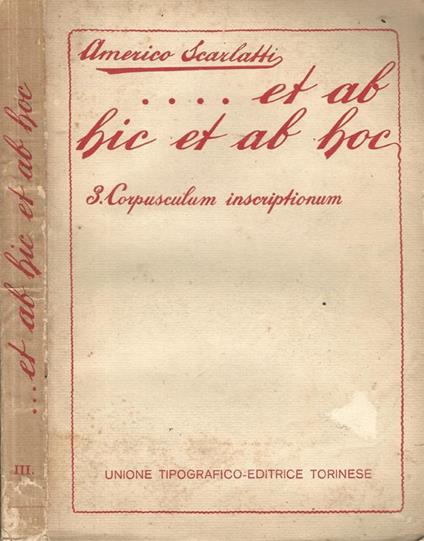 ... et ab hic et ab hoc
III.
Americo Scarlatti
.... et ab
hic et ab hoc
3. Corpusculum inscriptionum
UNIONE TIPOGRAFICO-EDITRICE TORINESE